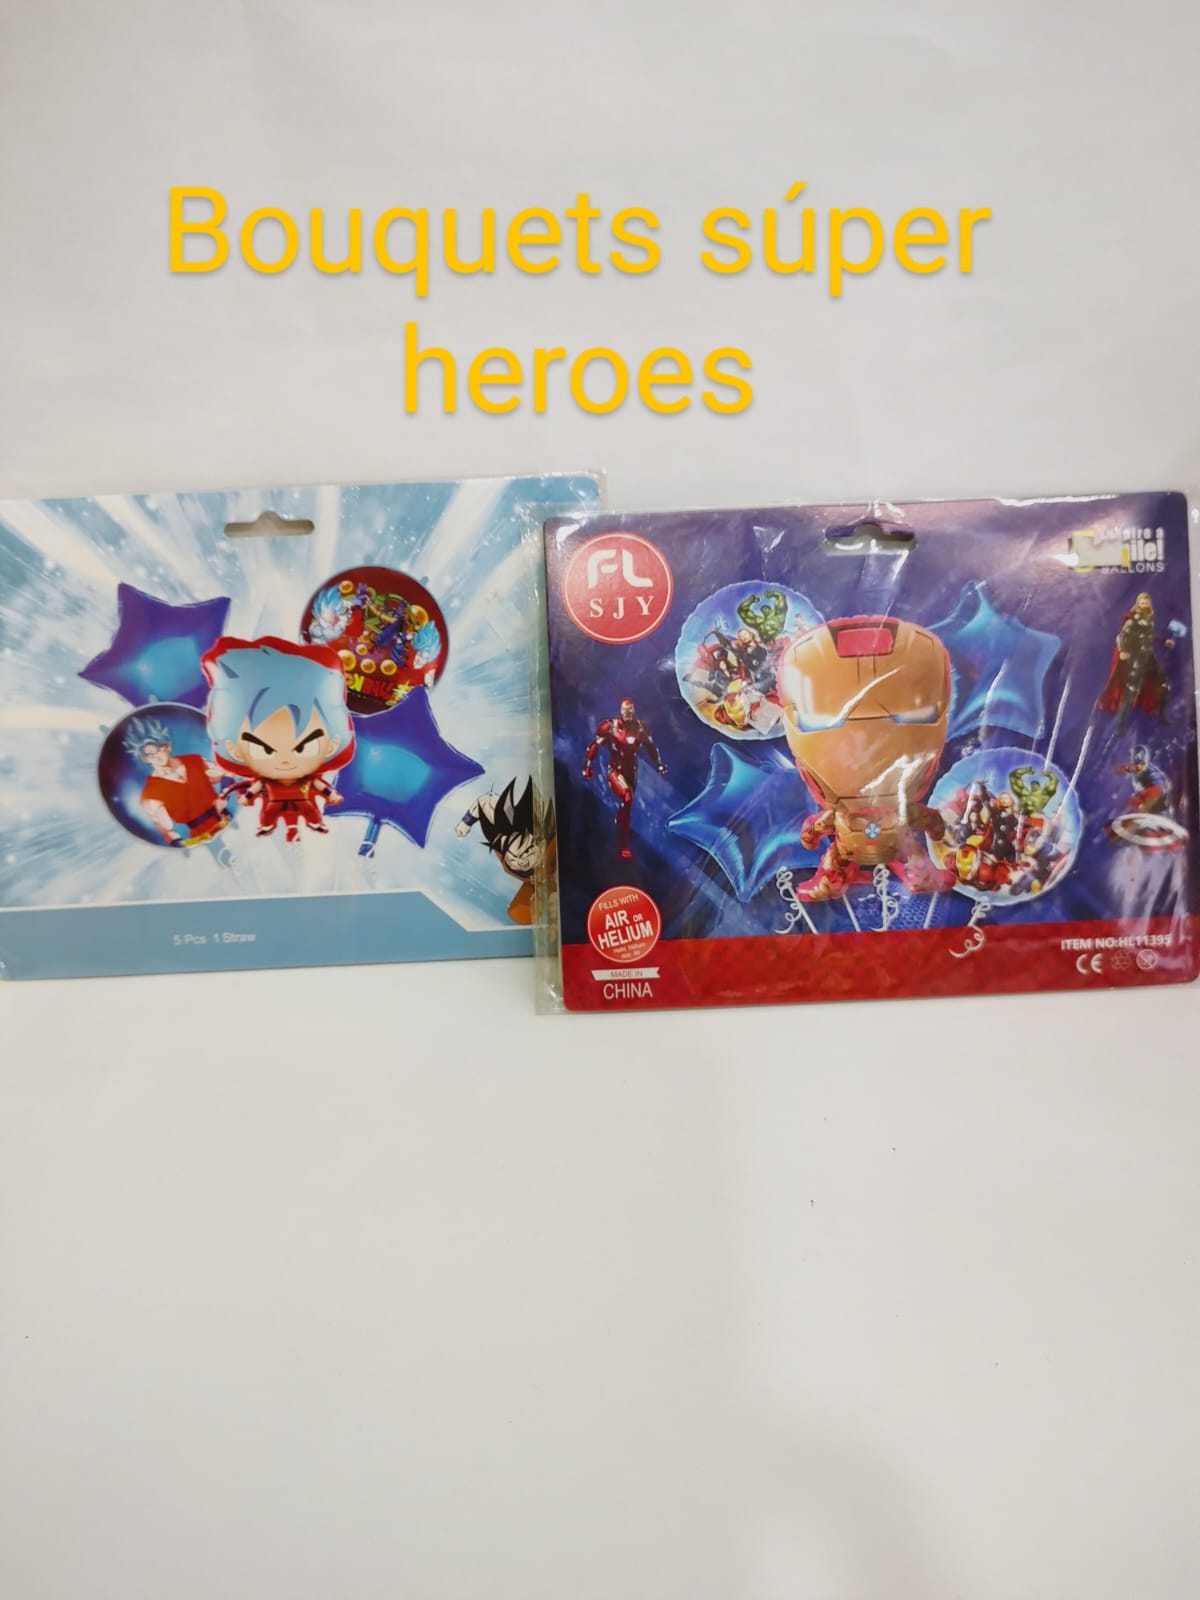 Bouquets súper
heroes
5 Pcs 1 Straw
FL
SJY
BALLONS
FILLS WITH
AIR OR
HELIUM
MADE IN
CHINA
ITEM NO:HL11395
CE